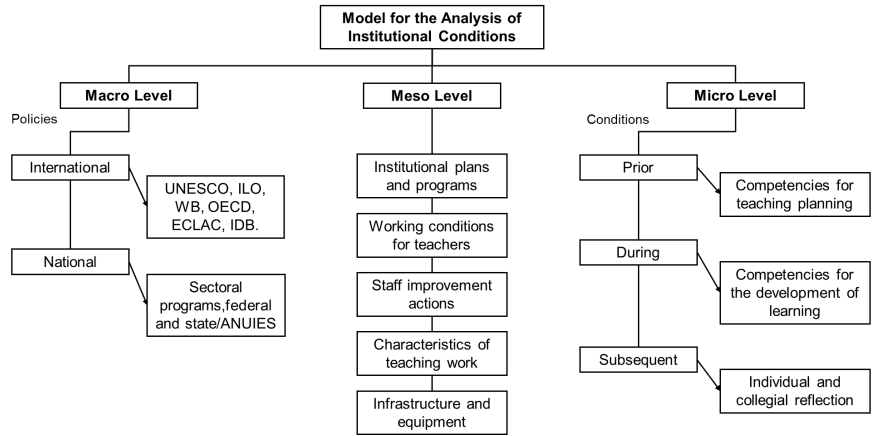 Model for the Analysis of
Institutional Conditions
Macro Level
Policies
International
UNESCO, ILO,
WB, OECD,
ECLAC, IDB.
National
Sectoral
programs,federal
and state/ANUIES
Meso Level
Institutional plans
and programs
Working conditions
for teachers
Staff improvement
actions
Characteristics of
teaching work
Infrastructure and
equipment
Micro Level
Conditions
Prior
Competencies for
teaching planning
During
Competencies for
the development of
learning
Subsequent
Individual and
collegial reflection